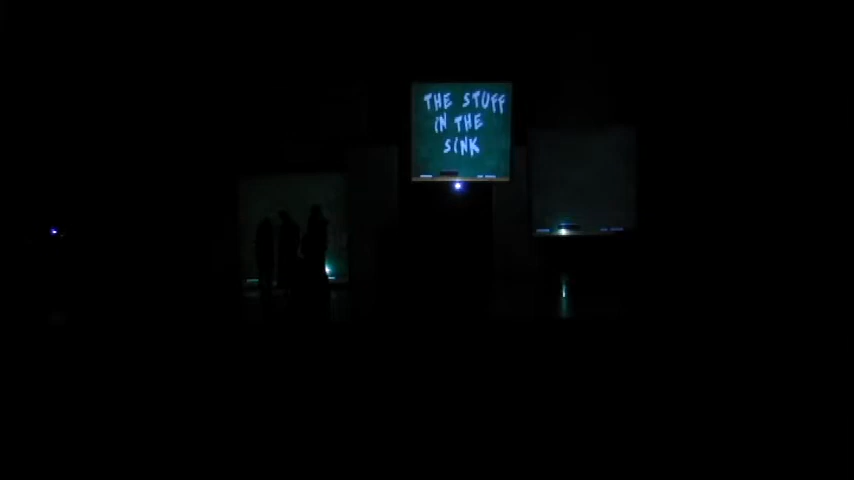 THE STUFF
IN THE
SINK